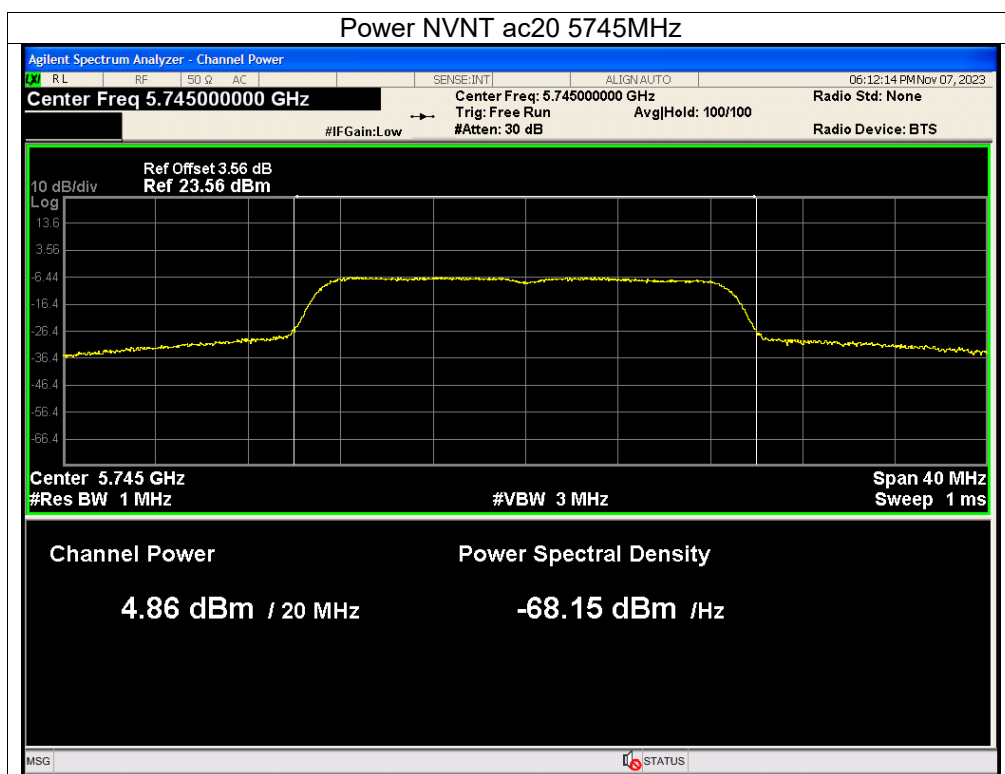 Power NVNT ac20 5745MHz
Agilent Spectrum Analyzer - Channel Power
LXI RL RF 50 Ω AC SENSE:INT ALIGN AUTO 06:12:14 PM Nov 07, 2023
Center Freq 5.745000000 GHz Center Freq: 5.745000000 GHz Radio Std: None
Trig: Free Run Avg|Hold: 100/100
#IFGain:Low #Atten: 30 dB Radio Device: BTS
Ref Offset 3.56 dB
10 dB/div Ref 23.56 dBm
Log
13.6
3.56
-6.44
-16.4
-26.4
-36.4
-46.4
-56.4
-66.4
Center 5.745 GHz Span 40 MHz
#Res BW 1 MHz #VBW 3 MHz Sweep 1 ms
Channel Power Power Spectral Density
4.86 dBm / 20 MHz -68.15 dBm /Hz
MSG STATUS